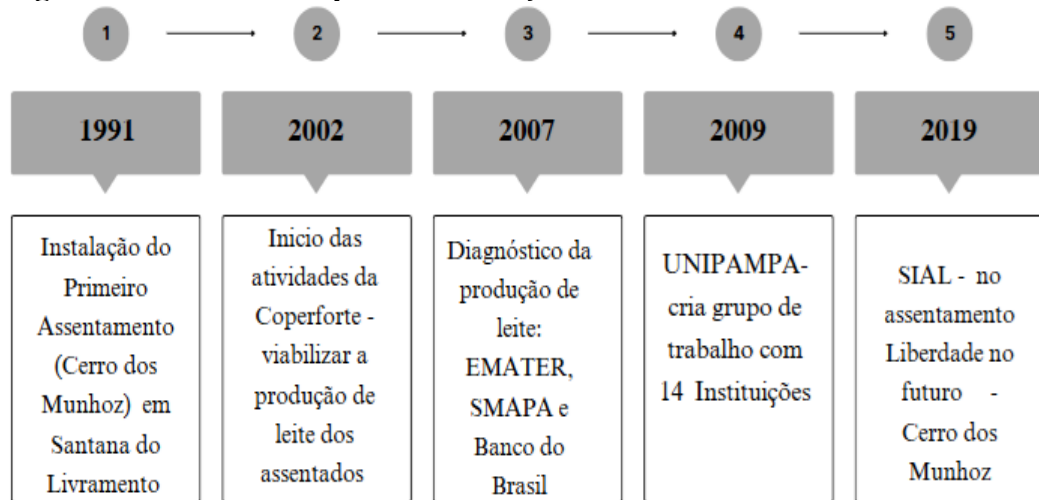 1
2
3
4
5
1991
2002
2007
2009
2019
Instalação do
Primeiro
Assentamento
(Cerro dos
Munhoz) em
Santana do
Livramento
Inicio das
atividades da
Coperforte -
viabilizar a
produção de
leite dos
assentados
Diagnóstico da
produção de
leite:
EMATER,
SMAPA e
Banco do
Brasil
UNIPAMPA-
cria grupo de
trabalho com
14 Instituições
SIAL - no
assentamento
Liberdade no
futuro -
Cerro dos
Munhoz